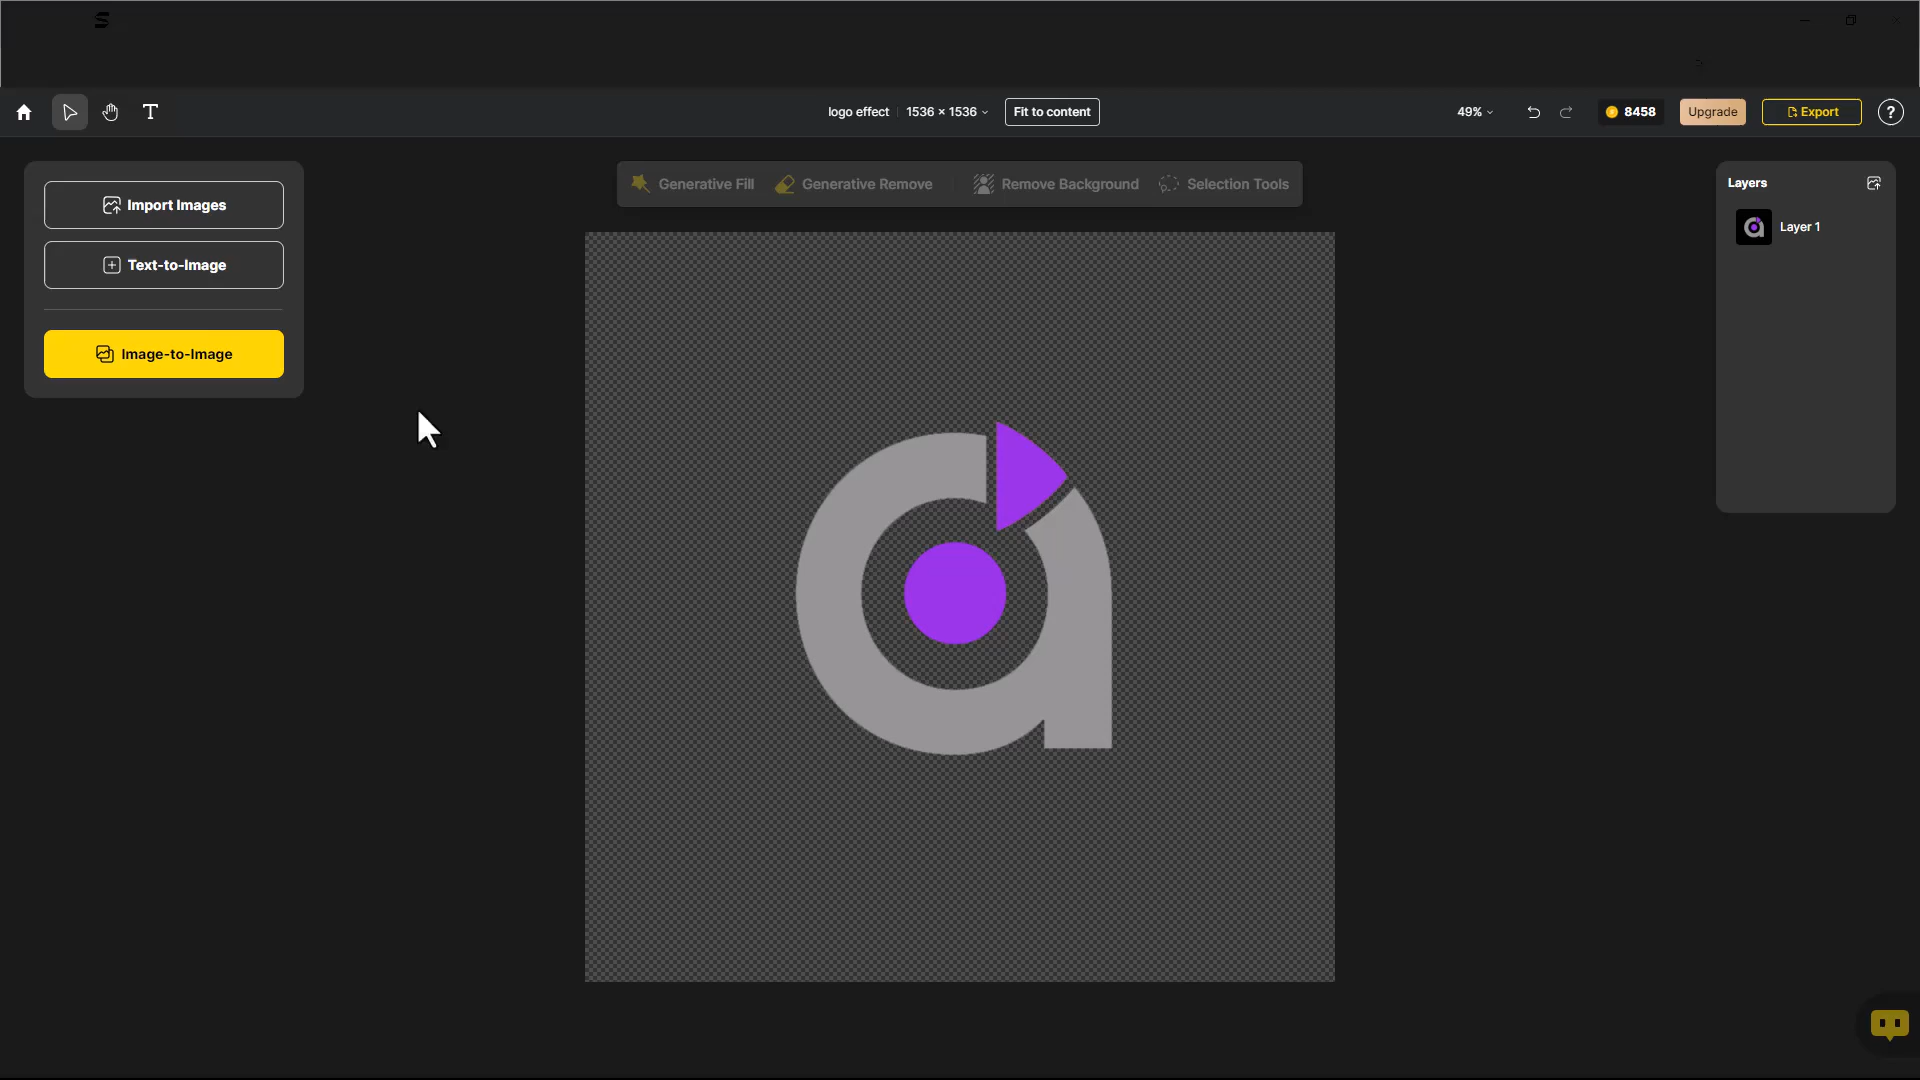 logo effect 1536 × 1536 Fit to content 49% 8458 Upgrade Export ?
Import Images
Text-to-Image
Image-to-Image
Generative Fill Generative Remove Remove Background Selection Tools
Layers
Layer 1